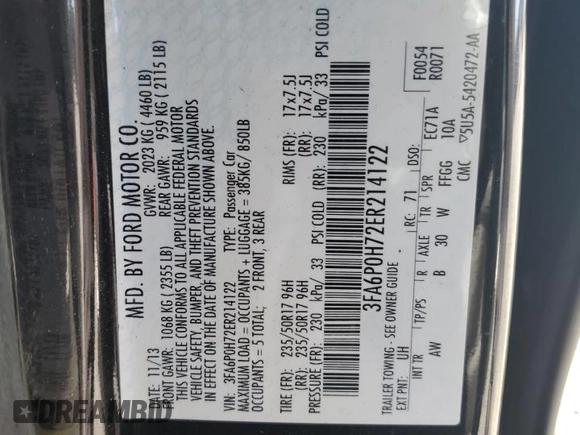 MFD. BY FORD MOTOR CO.
DATE: 11/13 GVWR: 2023 KG ( 4460 LB)
FRONT GAWR: 1068 KG ( 2355 LB) REAR GAWR: 959 KG ( 2115 LB)
THIS VEHICLE CONFORMS TO ALL APPLICABLE FEDERAL MOTOR
VEHICLE SAFETY, BUMPER, AND THEFT PREVENTION STANDARDS
IN EFFECT ON THE DATE OF MANUFACTURE SHOWN ABOVE.
VIN: 3FA6P0H72ER214122 TYPE: Passenger Car
MAXIMUM LOAD = OCCUPANTS + LUGGAGE = 385KG/ 850LB
OCCUPANTS = 5 TOTAL; 2 FRONT, 3 REAR
TIRE (FR): 235/50R17 96H RIMS (FR): 17x7.5J
(RR): 235/50R17 96H (RR): 17x7.5J
PRESSURE (FR): 230 kPa/ 33 PSI COLD (RR): 230 kPa/ 33 PSI COLD
3FA6P0H72ER214122
F0054
R0071
TRAILER TOWING - SEE OWNER GUIDE
EXT PNT: UH RC: 71 DSO: EC71A
INT TR TP/PS R AXLE TR SPR 10A
AW B 30 W FFGG
CMC ▽5U5A-5420472-AA
DREAMBID